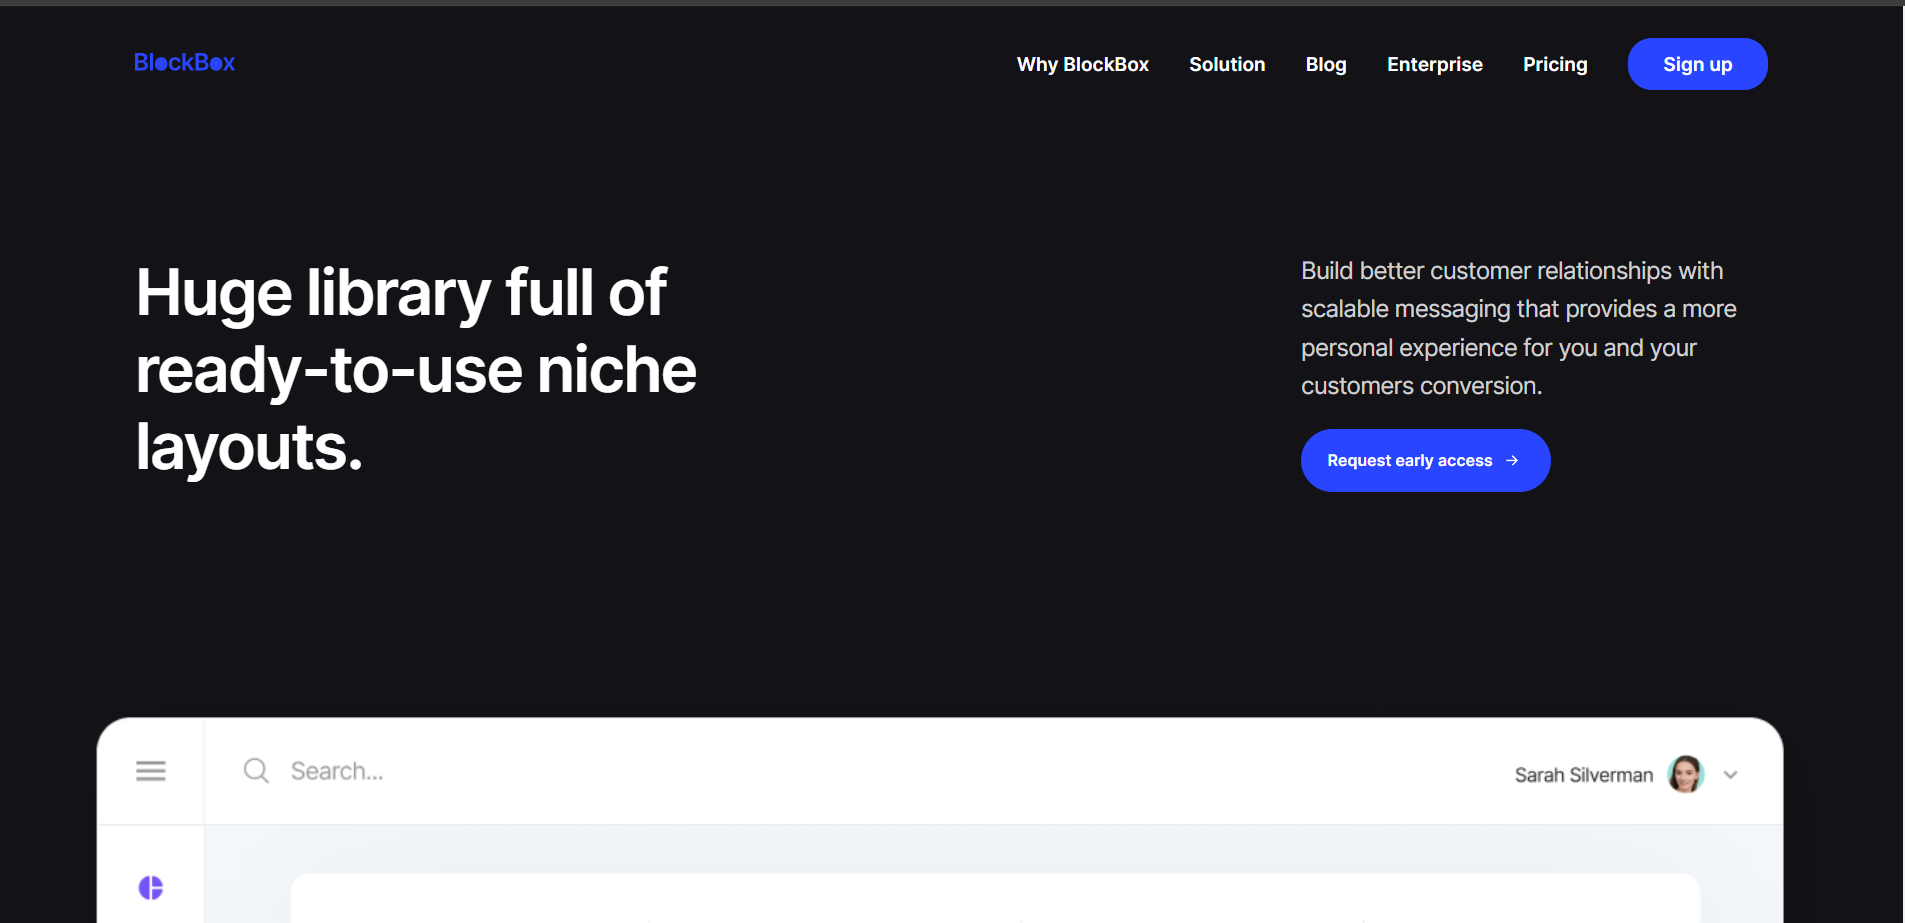 BlockBox
Why BlockBox Solution Blog Enterprise Pricing Sign up
Huge library full of
ready-to-use niche
layouts.
Build better customer relationships with
scalable messaging that provides a more
personal experience for you and your
customers conversion.
Request early access →
Search...
Sarah Silverman